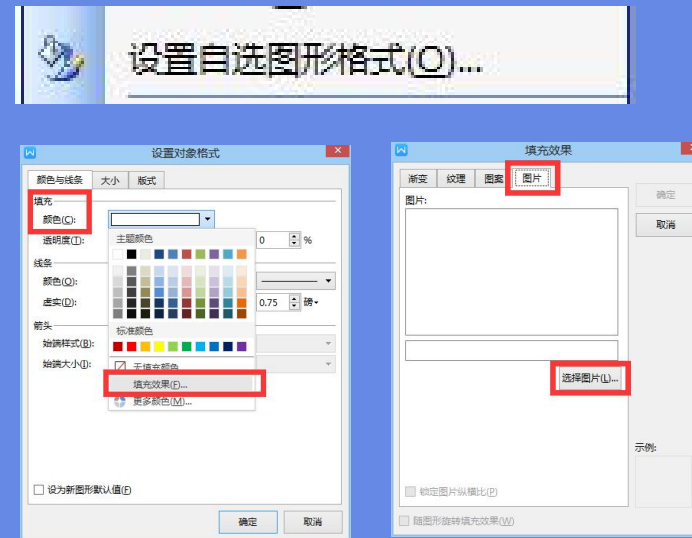 设置自选图形格式(O)...
设置对象格式
颜色与线条 大小 版式
填充
颜色(C):
透明度(T): 0 %
主题颜色
线条
颜色(O):
虚实(D): 0.75 磅
标准颜色
箭头
始端样式(B):
始端大小(I):
无填充颜色
填充效果(F)...
更多颜色(M)...
设为新图形默认值(F)
确定 取消
填充效果
渐变 纹理 图案 图片
图片:
确定
取消
选择图片(L)...
示例:
锁定图片纵横比(P)
随图形旋转填充效果(W)